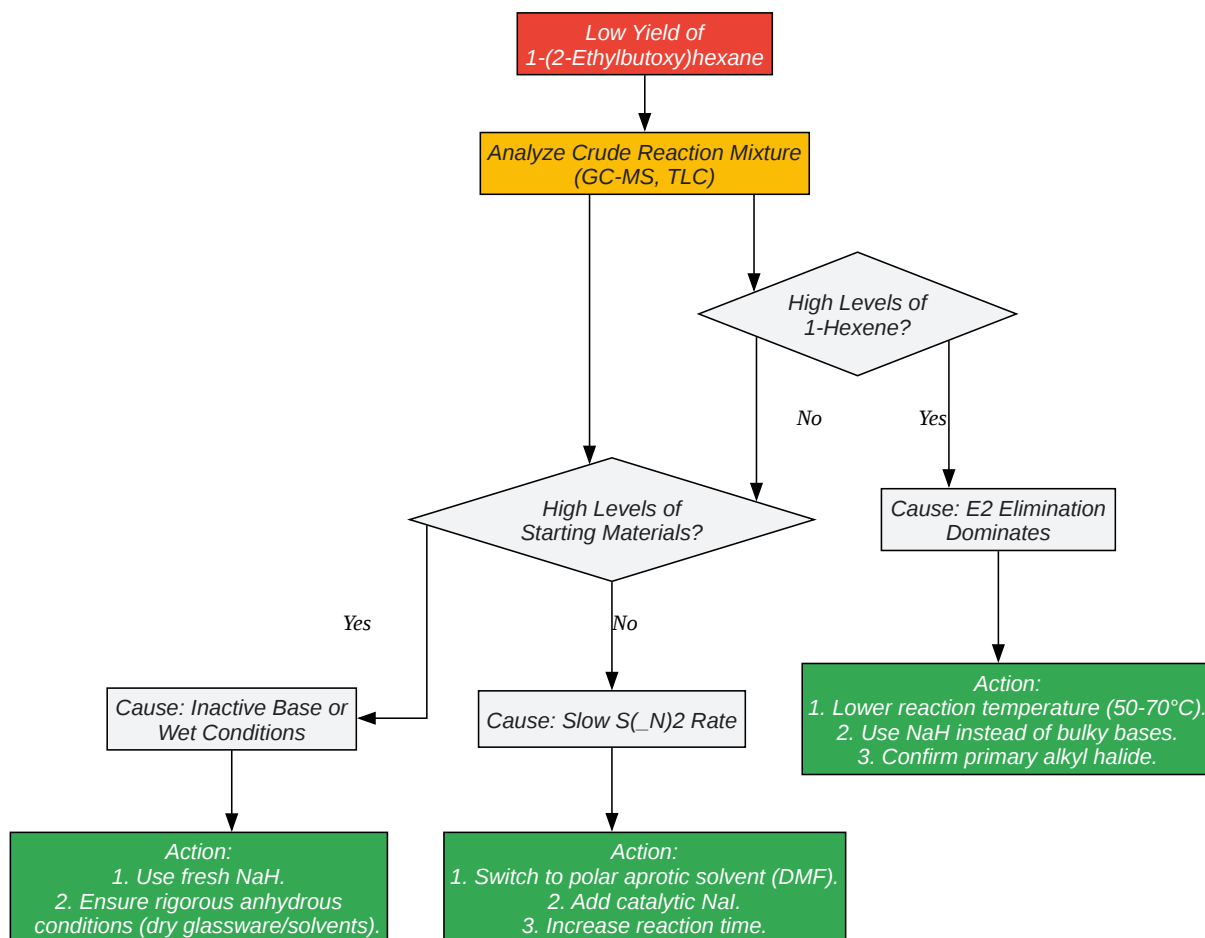 Low Yield of
1-(2-Ethylbutoxy)hexane
Analyze Crude Reaction Mixture
(GC-MS, TLC)
High Levels of
1-Hexene?
No
Yes
High Levels of
Starting Materials?
Cause: E2 Elimination
Dominates
Yes
No
Action:
1. Lower reaction temperature (50-70°C).
2. Use NaH instead of bulky bases.
3. Confirm primary alkyl halide.
Cause: Inactive Base or
Wet Conditions
Cause: Slow S(_N)2 Rate
Action:
1. Use fresh NaH.
2. Ensure rigorous anhydrous
conditions (dry glassware/solvents).
Action:
1. Switch to polar aprotic solvent (DMF).
2. Add catalytic NaI.
3. Increase reaction time.